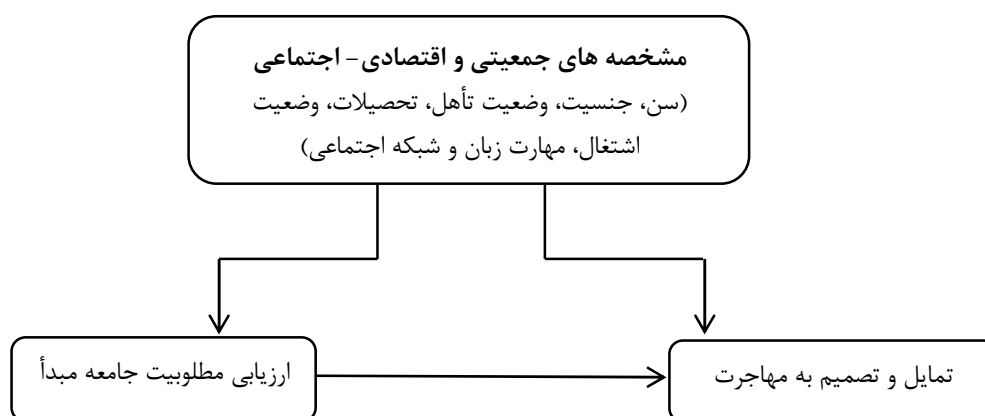 مشخصه های جمعیتی و اقتصادی- اجتماعی
(سن، جنسیت، وضعیت تأهل، تحصیلات، وضعیت
اشتغال، مهارت زبان و شبکه اجتماعی)
تمایل و تصمیم به مهاجرت
ارزیابی مطلوبیت جامعه مبدأ